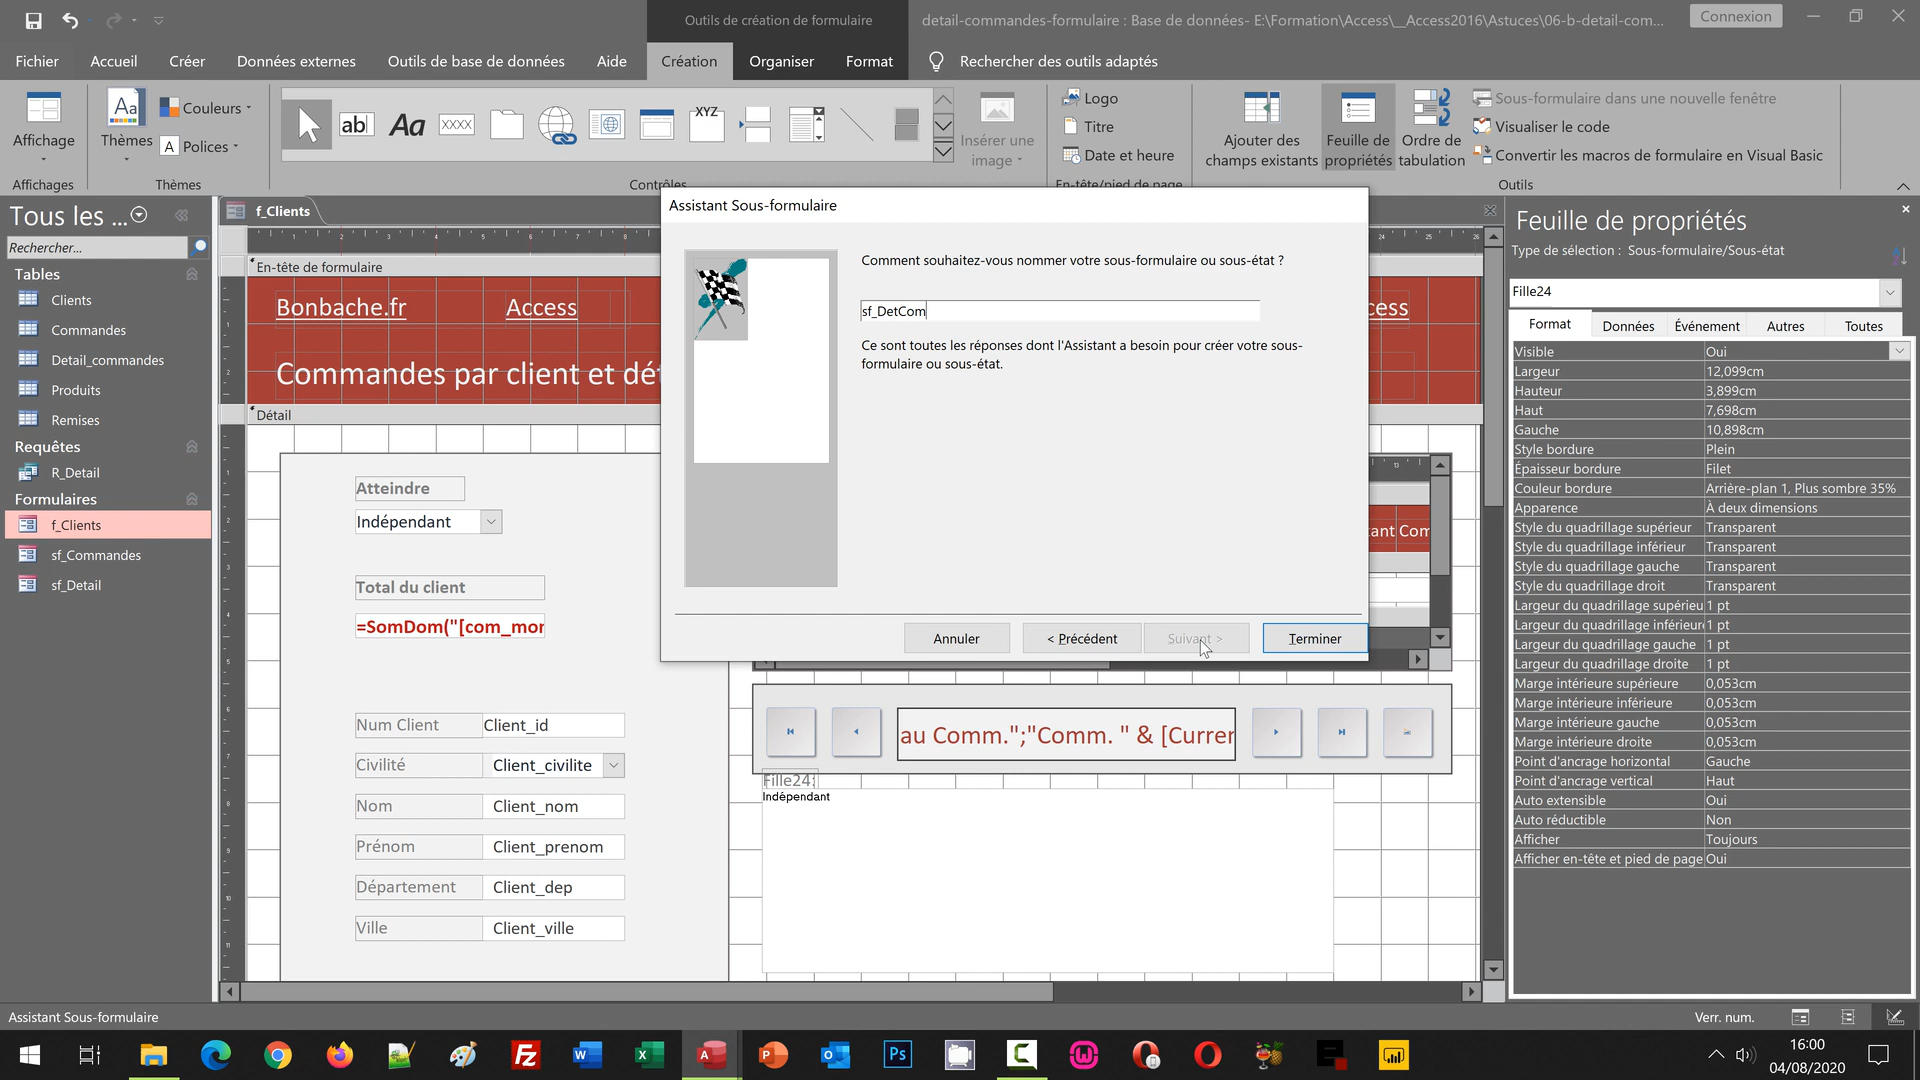 Outils de création de formulaire
detail-commandes-formulaire : Base de données- E:\Formation\Access\__Access2016\Astuces\06-b-detail-com...
Connexion
Fichier
Accueil
Créer
Données externes
Outils de base de données
Aide
Création
Organiser
Format
Rechercher des outils adaptés
Affichage
Thèmes
Couleurs
Polices
ab|
Aa
XXXX
XYZ
Insérer une image
Logo
Titre
Date et heure
Ajouter des champs existants
Feuille de propriétés
Ordre de tabulation
Sous-formulaire dans une nouvelle fenêtre
Visualiser le code
Convertir les macros de formulaire en Visual Basic
Affichages
Thèmes
Contrôles
En-tête/pied de page
Outils
Tous les ...
Rechercher...
Tables
Clients
Commandes
Detail_commandes
Produits
Remises
Requêtes
R_Detail
Formulaires
f_Clients
sf_Commandes
sf_Detail
f_Clients
En-tête de formulaire
Bonbache.fr
Access
cess
Commandes par client et dé
Détail
Atteindre
Indépendant
Total du client
=SomDom("[com_mor
Num Client
Client_id
Civilité
Client_civilite
Nom
Client_nom
Prénom
Client_prenom
Département
Client_dep
Ville
Client_ville
Assistant Sous-formulaire
Comment souhaitez-vous nommer votre sous-formulaire ou sous-état ?
sf_DetCom
Ce sont toutes les réponses dont l'Assistant a besoin pour créer votre sous-
formulaire ou sous-état.
Annuler
< Précédent
Suivant >
Terminer
tant
Com
au Comm.";"Comm. " & [Currer
Fille24:
Indépendant
Feuille de propriétés
Type de sélection : Sous-formulaire/Sous-état
Fille24
Format
Données
Événement
Autres
Toutes
Visible Oui
Largeur 12,099cm
Hauteur 3,899cm
Haut 7,698cm
Gauche 10,898cm
Style bordure Plein
Épaisseur bordure Filet
Couleur bordure Arrière-plan 1, Plus sombre 35%
Apparence À deux dimensions
Style du quadrillage supérieur Transparent
Style du quadrillage inférieur Transparent
Style du quadrillage gauche Transparent
Style du quadrillage droit Transparent
Largeur du quadrillage supérieu 1 pt
Largeur du quadrillage inférieure 1 pt
Largeur du quadrillage gauche 1 pt
Largeur du quadrillage droite 1 pt
Marge intérieure supérieure 0,053cm
Marge intérieure inférieure 0,053cm
Marge intérieure gauche 0,053cm
Marge intérieure droite 0,053cm
Point d'ancrage horizontal Gauche
Point d'ancrage vertical Haut
Auto extensible Oui
Auto réductible Non
Afficher Toujours
Afficher en-tête et pied de page Oui
Assistant Sous-formulaire
Verr. num.
16:00
04/08/2020